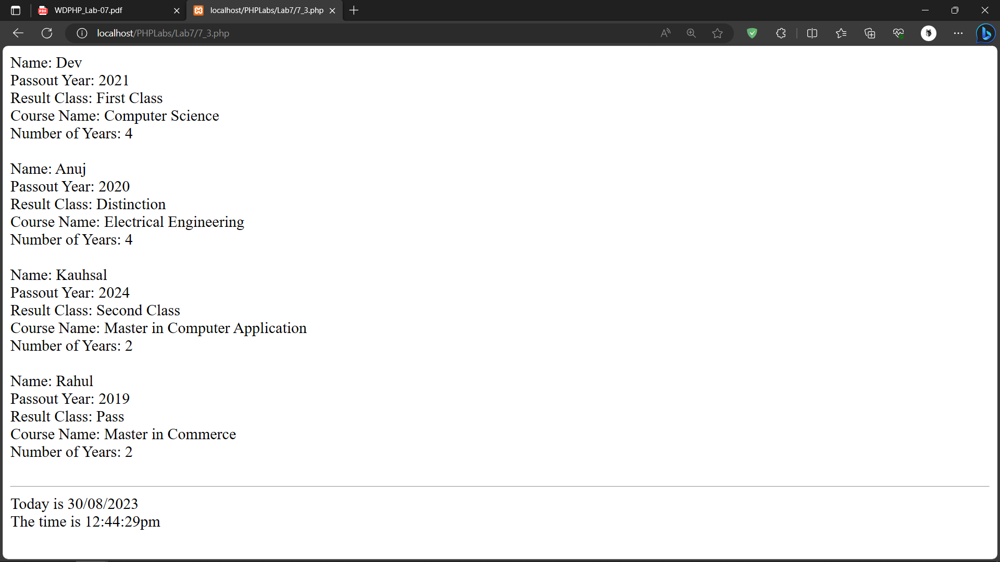 WDPHP_Lab-07.pdf
localhost/PHPLabs/Lab7/7_3.php
localhost/PHPLabs/Lab7/7_3.php
Name: Dev
Passout Year: 2021
Result Class: First Class
Course Name: Computer Science
Number of Years: 4
Name: Anuj
Passout Year: 2020
Result Class: Distinction
Course Name: Electrical Engineering
Number of Years: 4
Name: Kauhsal
Passout Year: 2024
Result Class: Second Class
Course Name: Master in Computer Application
Number of Years: 2
Name: Rahul
Passout Year: 2019
Result Class: Pass
Course Name: Master in Commerce
Number of Years: 2
Today is 30/08/2023
The time is 12:44:29pm